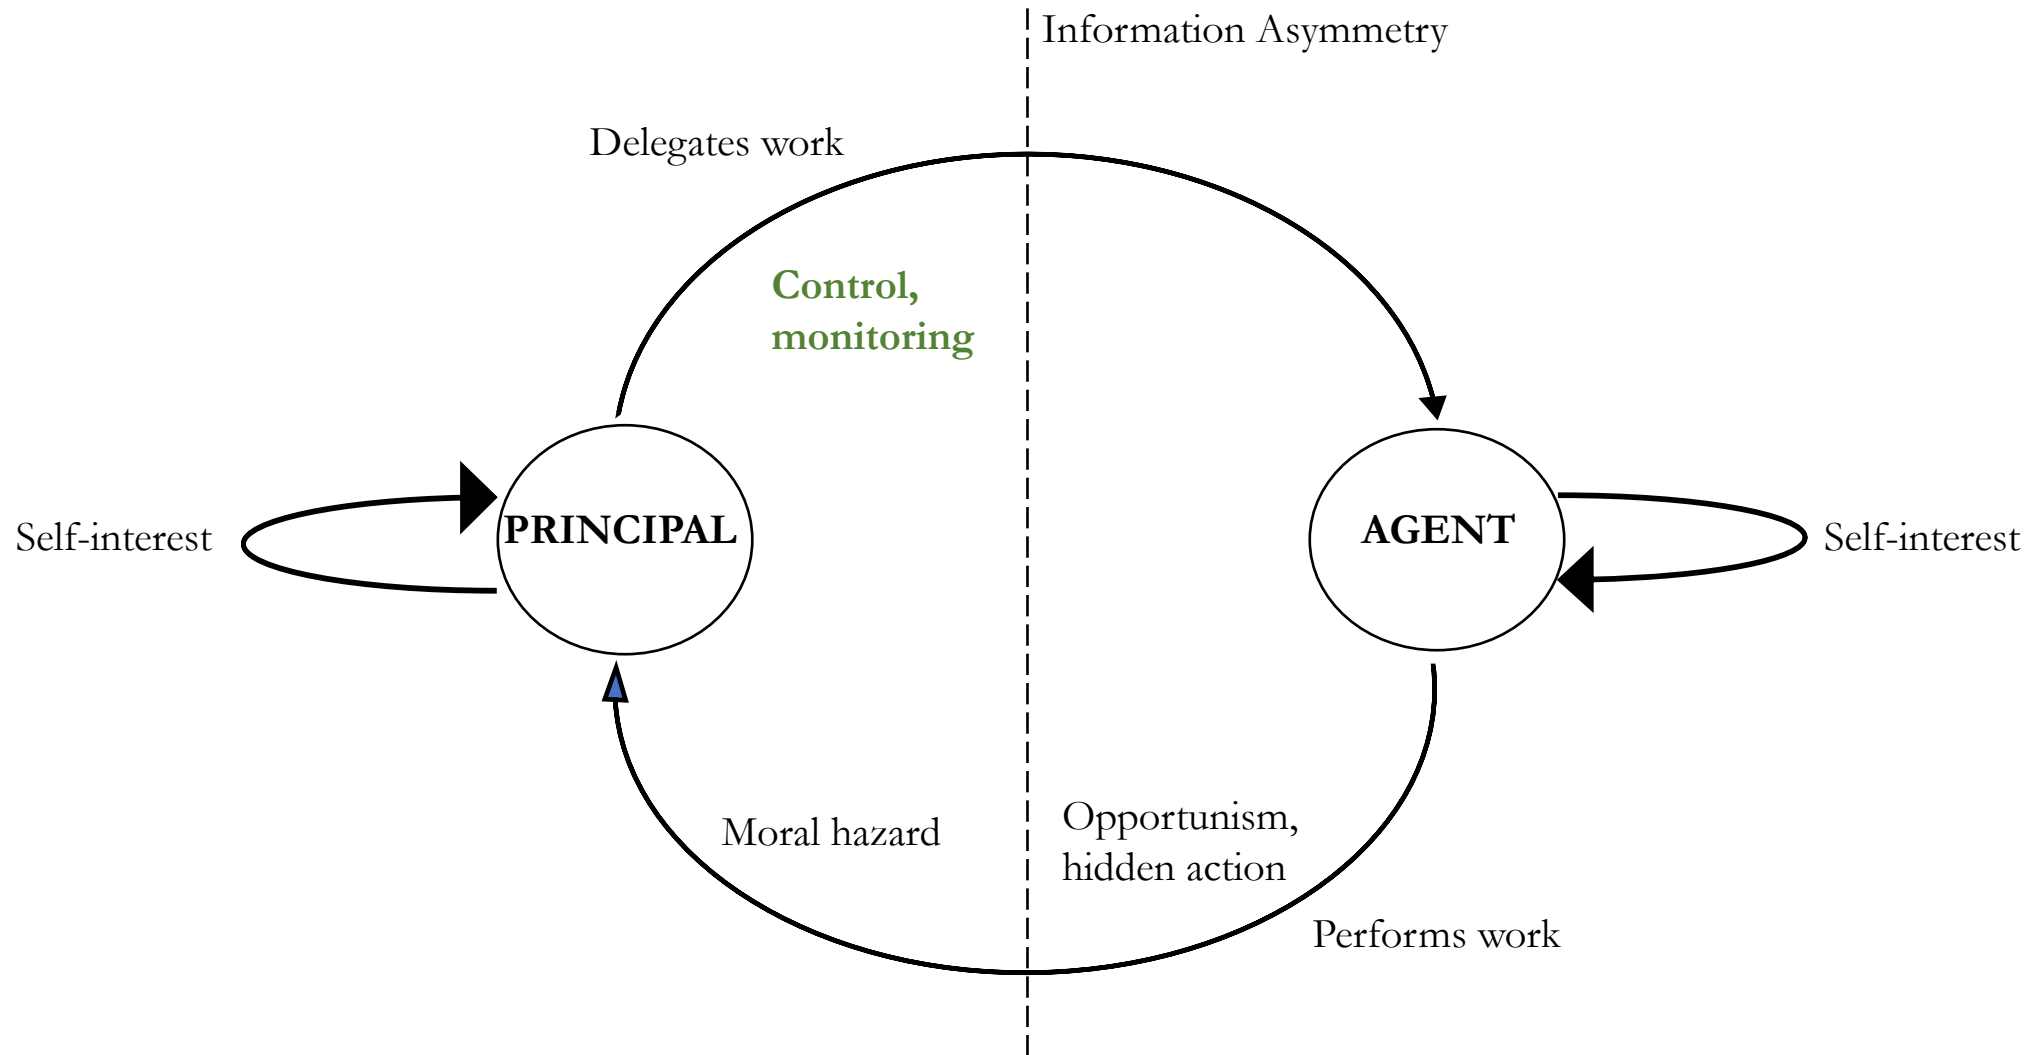 Information Asymmetry
Delegates work
Control,
monitoring
Self-interest
PRINCIPAL
AGENT
Self-interest
Moral hazard
Opportunism,
hidden action
Performs work